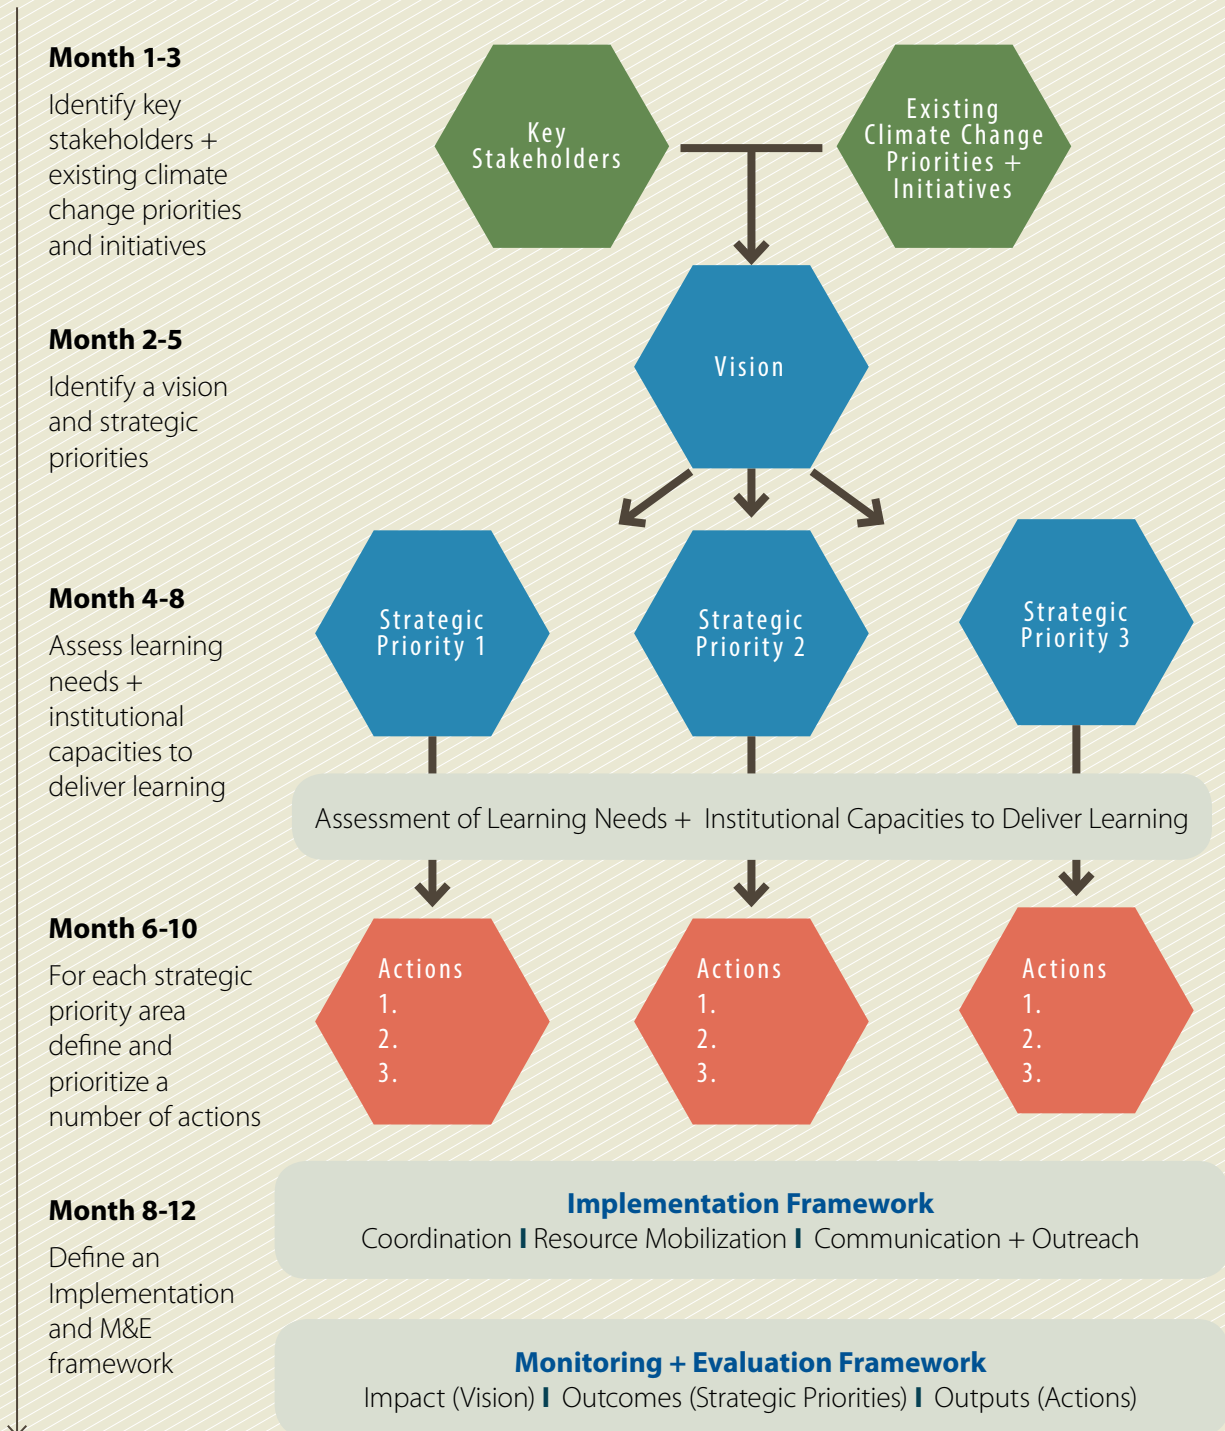 Month 1-3
Identify key
stakeholders +
existing climate
change priorities
and initiatives
Key
Stakeholders
Existing
Climate Change
Priorities +
Initiatives
Month 2-5
Identify a vision
and strategic
priorities
Vision
Month 4-8
Assess learning
needs +
institutional
capacities to
deliver learning
Strategic
Priority 1
Strategic
Priority 2
Strategic
Priority 3
Assessment of Learning Needs + Institutional Capacities to Deliver Learning
Month 6-10
For each strategic
priority area
define and
prioritize a
number of actions
Actions
1.
2.
3.
Actions
1.
2.
3.
Actions
1.
2.
3.
Month 8-12
Define an
Implementation
and M&E
framework
Implementation Framework
Coordination I Resource Mobilization I Communication + Outreach
Monitoring + Evaluation Framework
Impact (Vision) I Outcomes (Strategic Priorities) I Outputs (Actions)